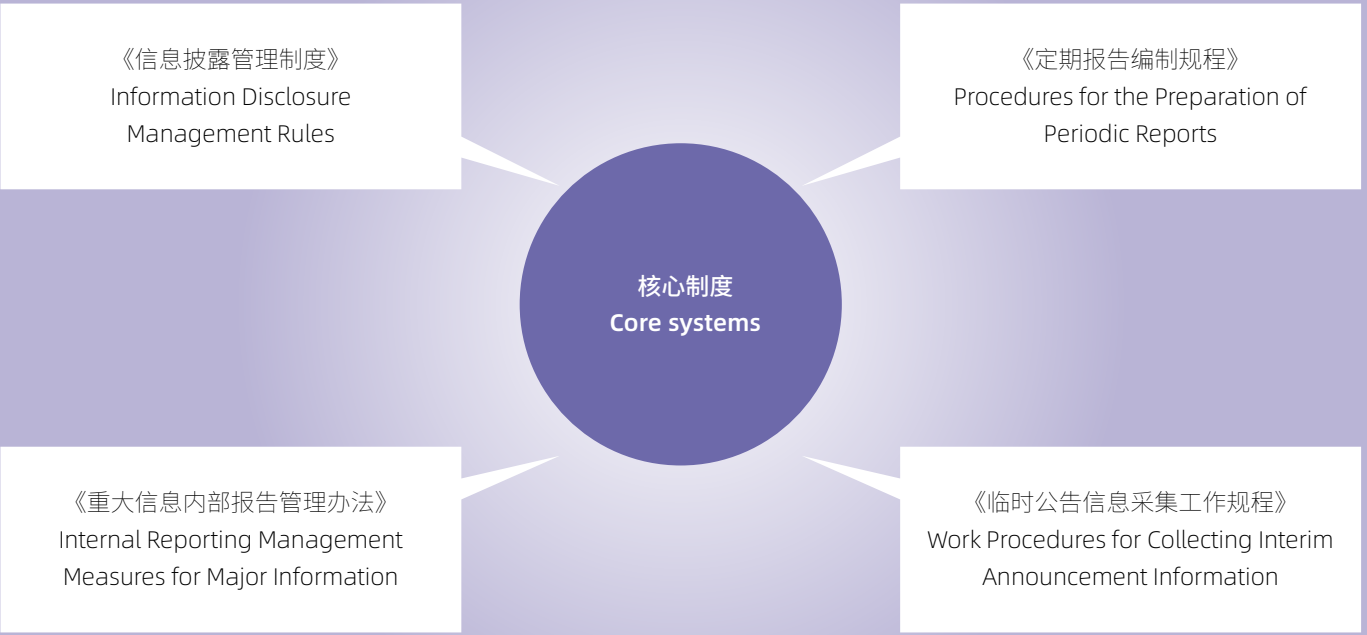 《信息披露管理制度》
Information Disclosure
Management Rules
《定期报告编制规程》
Procedures for the Preparation of
Periodic Reports
核心制度
Core systems
《重大信息内部报告管理办法》
Internal Reporting Management
Measures for Major Information
《临时公告信息采集工作规程》
Work Procedures for Collecting Interim
Announcement Information